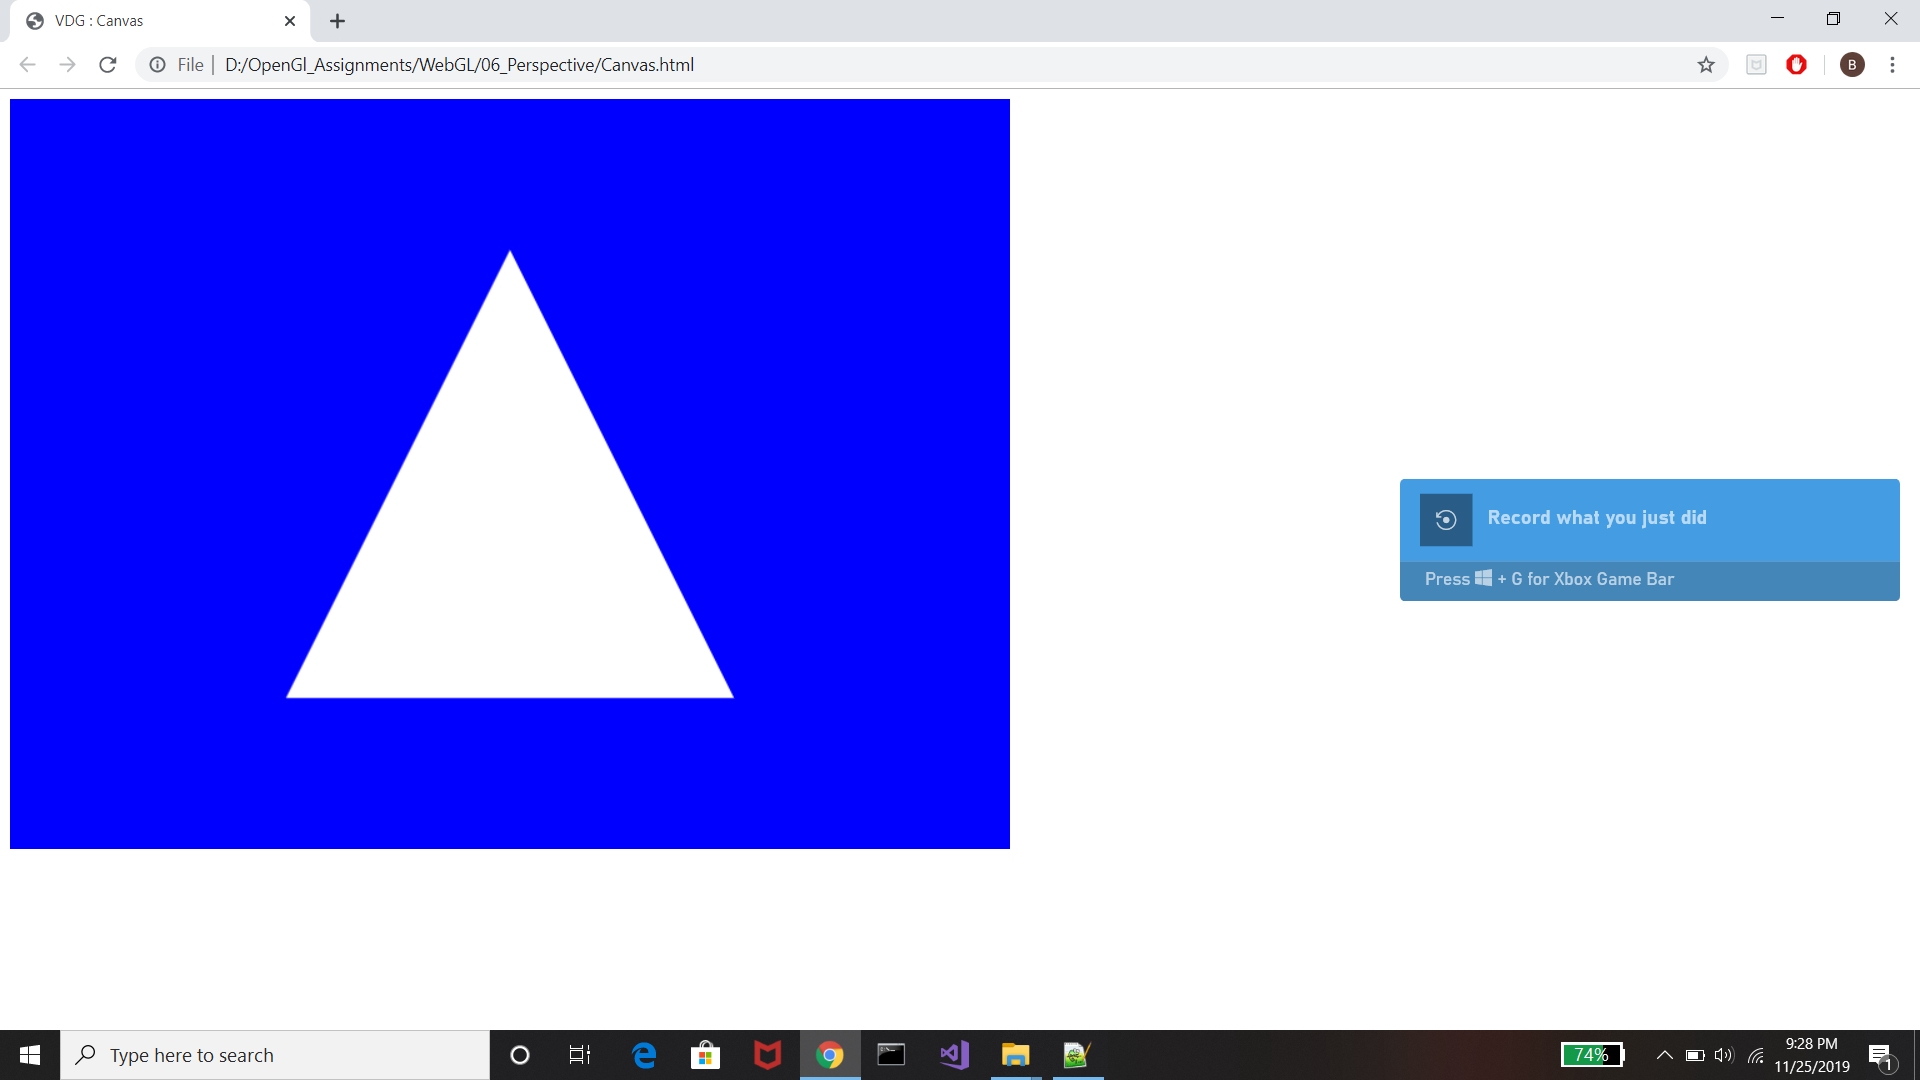 VDG : Canvas
File | D:/OpenGl_Assignments/WebGL/06_Perspective/Canvas.html
B
Record what you just did
Press + G for Xbox Game Bar
Type here to search
74%
9:28 PM
11/25/2019
1